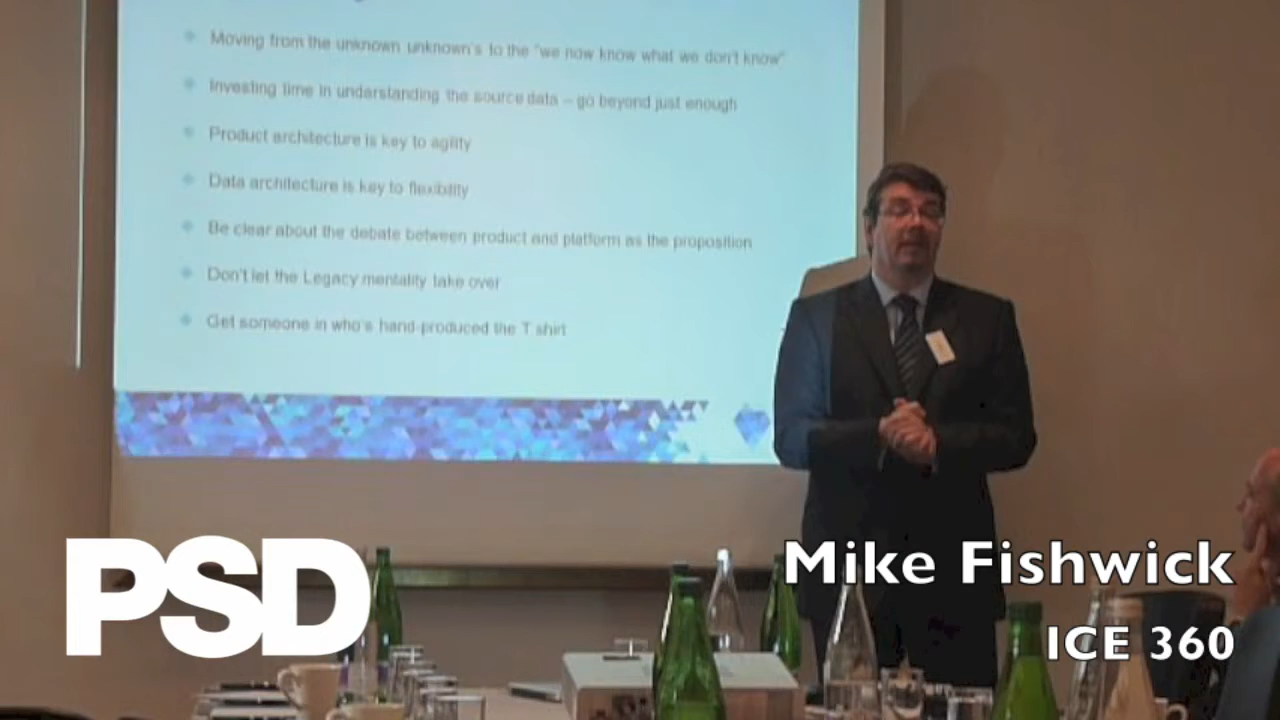 Moving from the unknown unknown's to the "we now know what we don't know"
Investing time in understanding the source data – go beyond just enough
Product architecture is key to agility
Data architecture is key to flexibility
Be clear about the debate between product and platform as the proposition
Don't let the Legacy mentality take over
Get someone in who's hand-produced the T shirt
PSD
Mike Fishwick
ICE 360